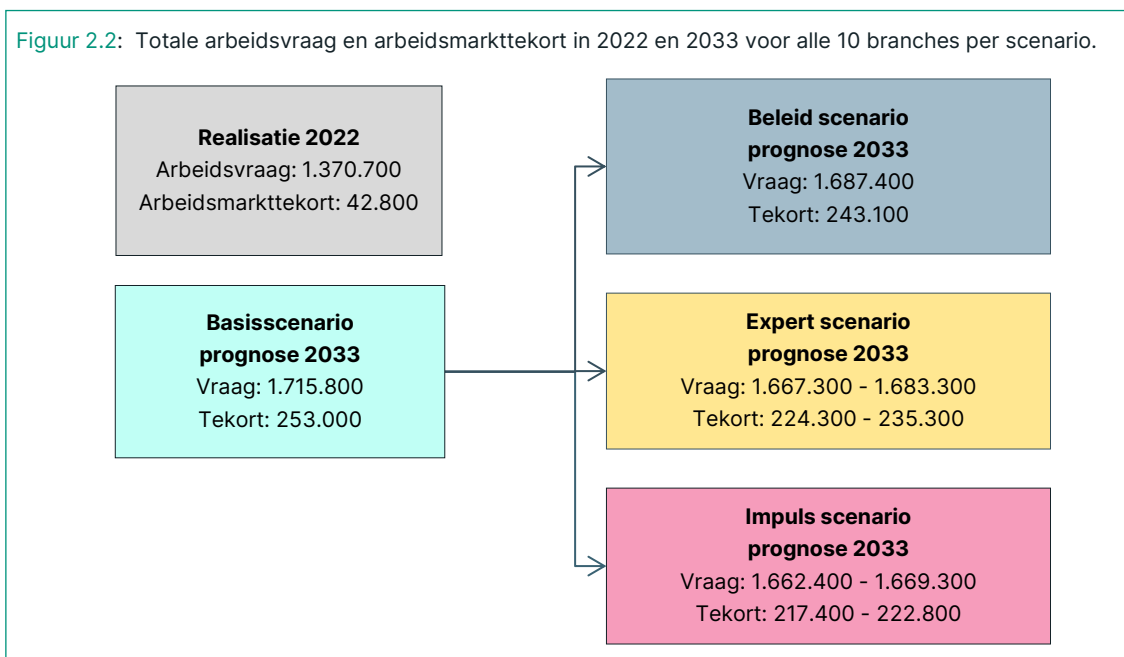 Figuur 2.2: Totale arbeidsvraag en arbeidsmarkttekort in 2022 en 2033 voor alle 10 branches per scenario.
Realisatie 2022
Arbeidsvraag: 1.370.700
Arbeidsmarkttekort: 42.800
Basisscenario
prognose 2033
Vraag: 1.715.800
Tekort: 253.000
Beleid scenario
prognose 2033
Vraag: 1.687.400
Tekort: 243.100
Expert scenario
prognose 2033
Vraag: 1.667.300 - 1.683.300
Tekort: 224.300 - 235.300
Impuls scenario
prognose 2033
Vraag: 1.662.400 - 1.669.300
Tekort: 217.400 - 222.800